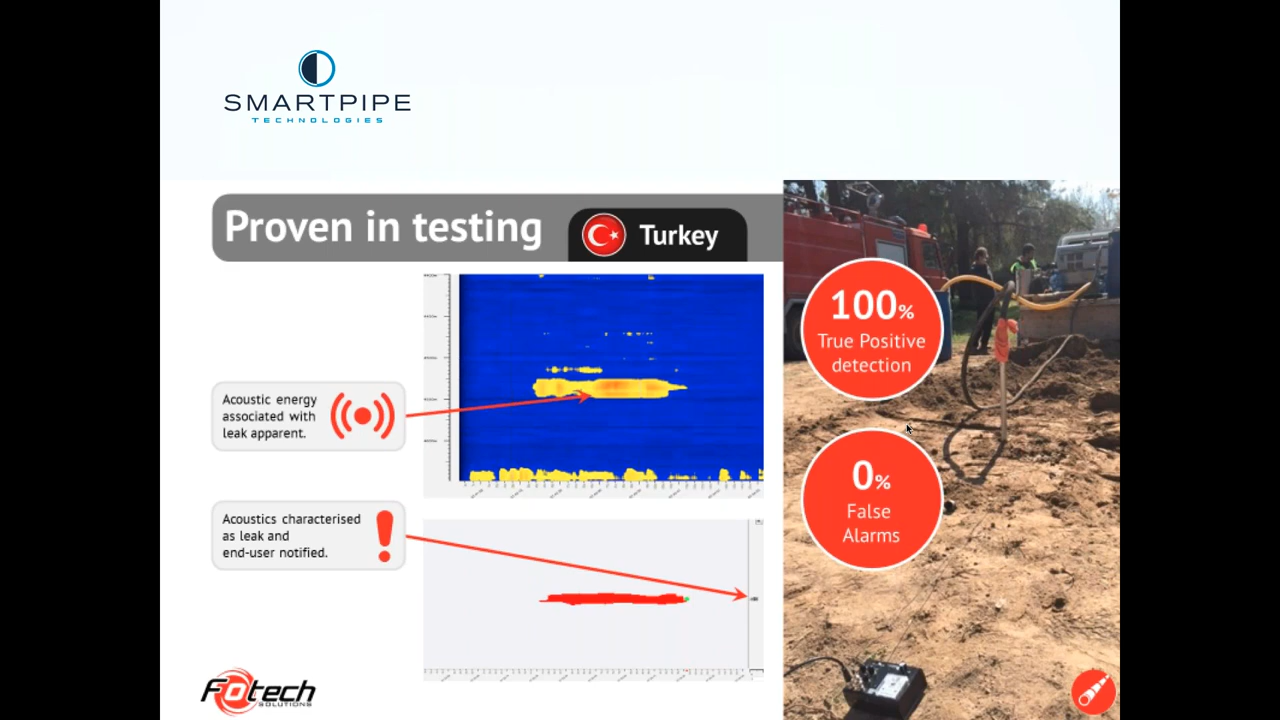 SMARTPIPE
TECHNOLOGIES
Proven in testing
Turkey
100%
True Positive
detection
Acoustic energy
associated with
leak apparent.
0%
False
Alarms
Acoustics characterised
as leak and
end-user notified.
Fotech
SOLUTIONS